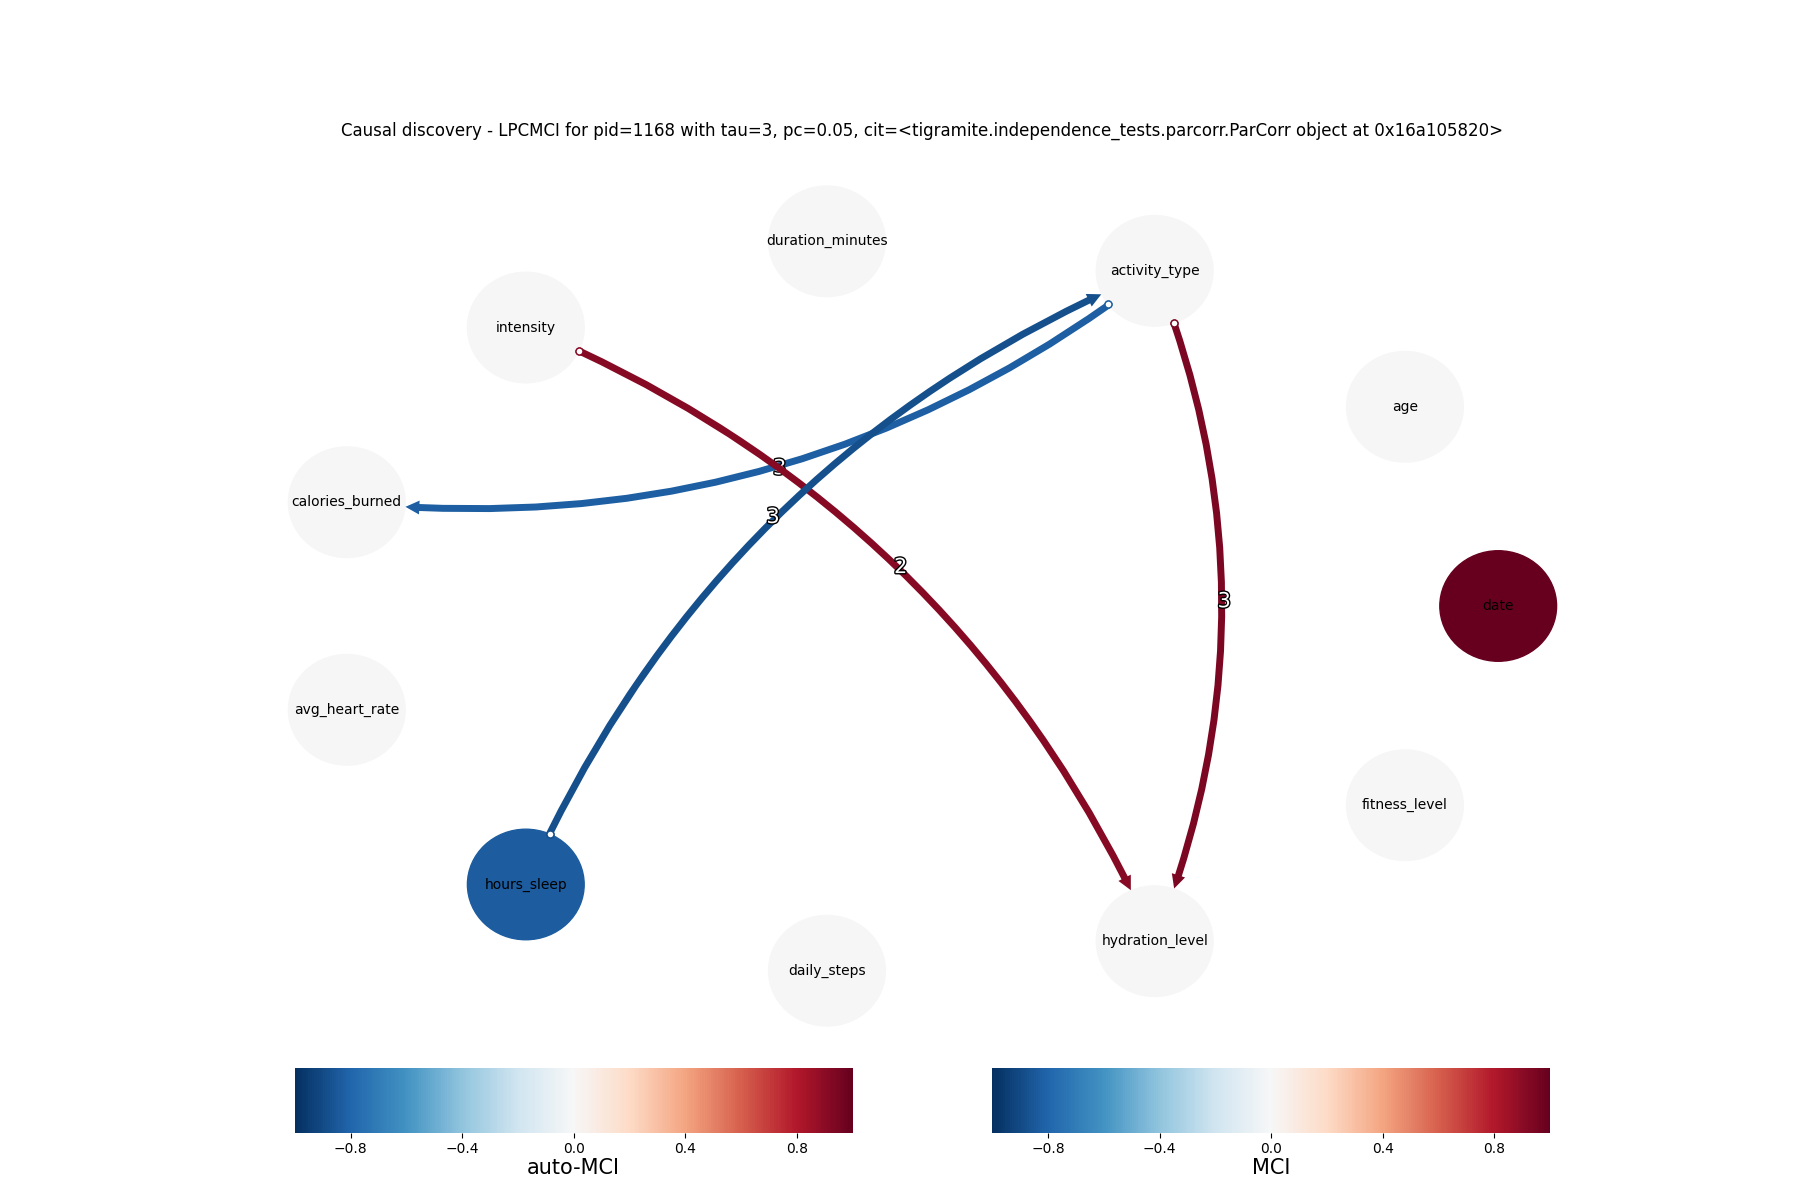 Causal discovery - LPCMCI for pid=1168 with tau=3, pc=0.05, cit=<tigramite.independence_tests.parcorr.ParCorr object at 0x16a105820>
duration_minutes
activity_type
intensity
age
3
calories_burned
3
2
3
date
avg_heart_rate
fitness_level
hours_sleep
hydration_level
daily_steps
−0.8 −0.4 0.0 0.4 0.8
auto-MCI
−0.8 −0.4 0.0 0.4 0.8
MCI